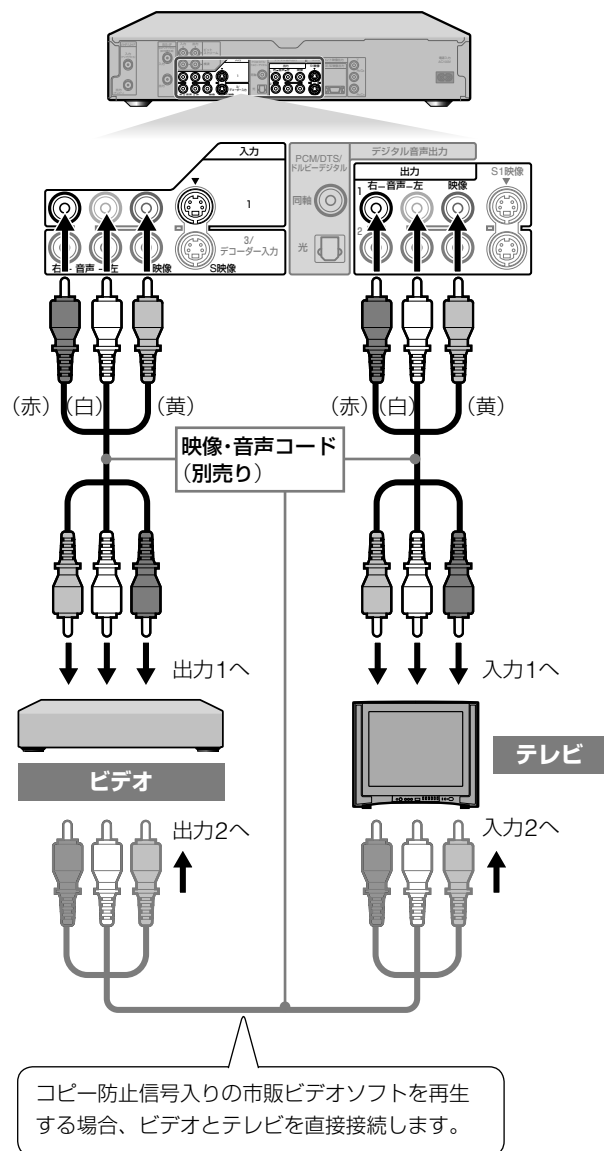 入力
デジタル音声出力
PCM/DTS/
ドルビーデジタル
出力
S1映像
右-音声-左
映像
1
1
同軸
2
3/
デコーダー入力
光
右 - 音声 - 左
映像
S映像
(赤)
(白)
(黄)
(赤)
(白)
(黄)
映像・音声コード
(別売り)
出力1へ
入力1へ
テレビ
ビデオ
出力2へ
入力2へ
コピー防止信号入りの市販ビデオソフトを再生
する場合、ビデオとテレビを直接接続します。